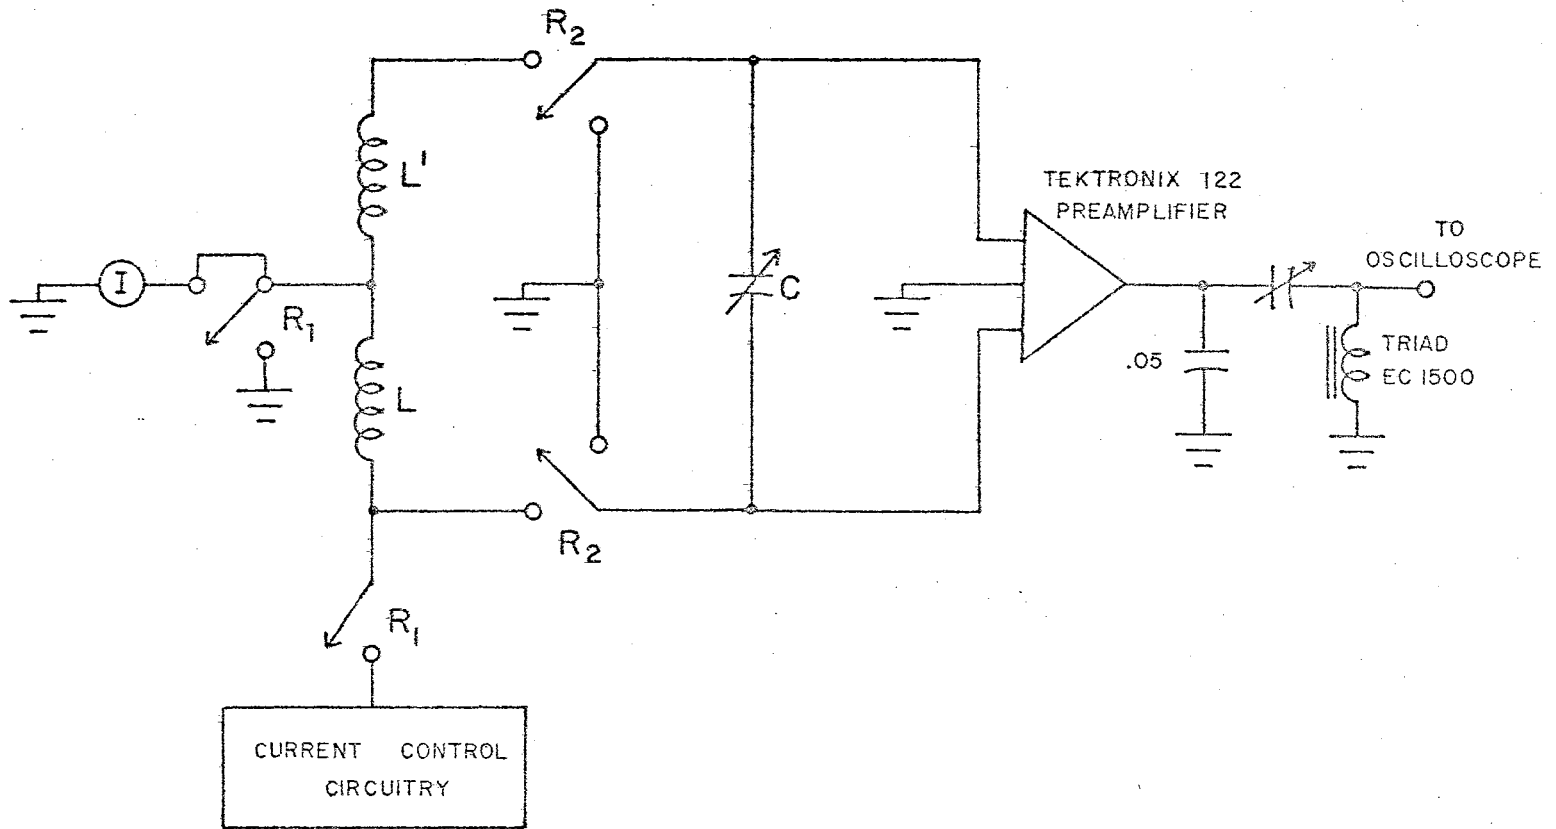 R2
L'
TEKTRONIX 122
PREAMPLIFIER
TO
OSCILLOSCOPE
I
R1
C
.05
TRIAD
EC 1500
L
R2
R1
CURRENT CONTROL
CIRCUITRY